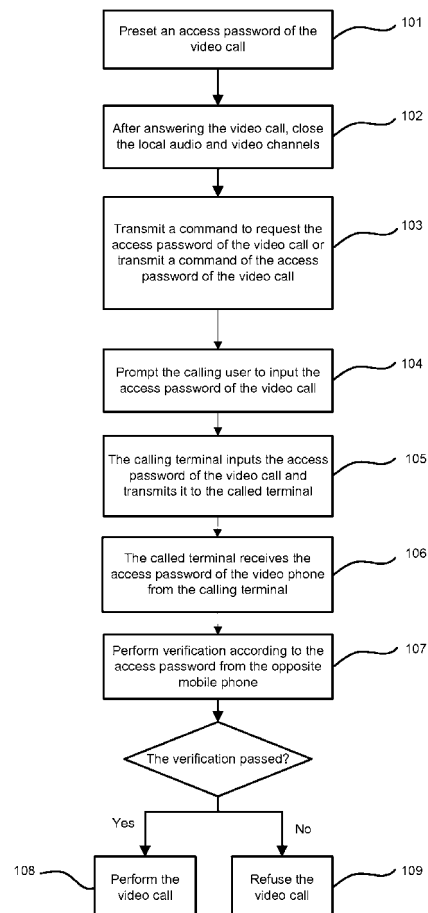 Preset an access password of the
video call
101
After answering the video call, close
the local audio and video channels
102
Transmit a command to request the
access password of the video call or
transmit a command of the access
password of the video call
103
Prompt the calling user to input the
access password of the video call
104
The calling terminal inputs the access
password of the video call and
transmits it to the called terminal
105
The called terminal receives the
access password of the video phone
from the calling terminal
106
Perform verification according to the
access password from the opposite
mobile phone
107
The verification passed?
Yes
No
108
Perform the
video call
Refuse the
video call
109